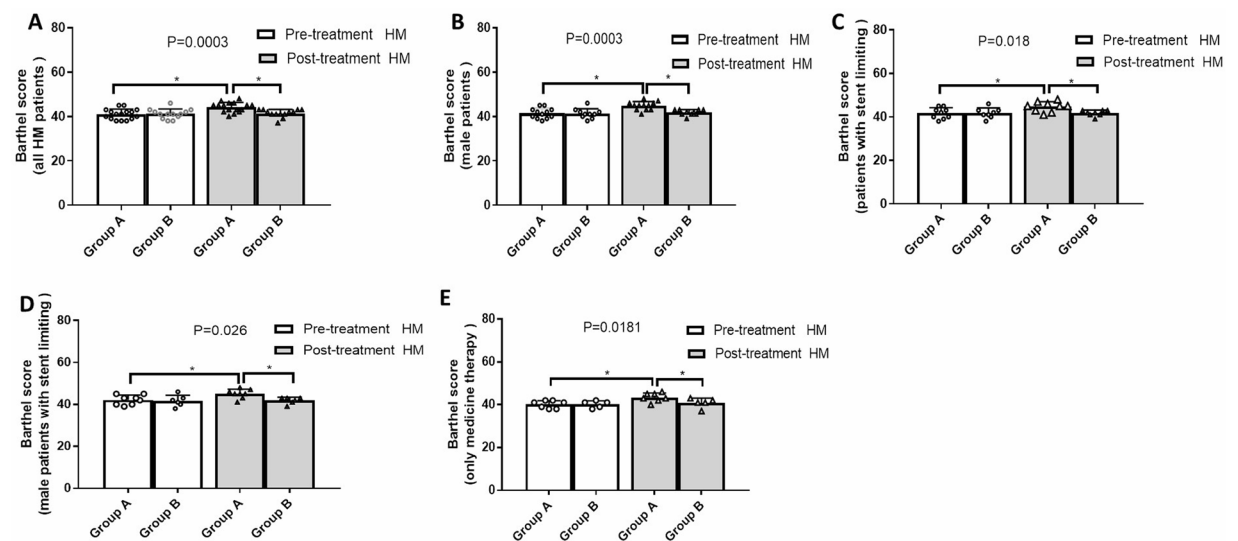 A
P=0.0003
Pre-treatment HM
Post-treatment HM
Barthel score
(all HM patients)
80
60
40
20
0
Group A
Group B
Group A
Group B
*
*
B
P=0.0003
Pre-treatment HM
Post-treatment HM
Barthel score
(male patients)
80
60
40
20
0
Group A
Group B
Group A
Group B
*
*
C
P=0.018
Pre-treatment HM
Post-treatment HM
Barthel score
(patients with stent limiting)
80
60
40
20
0
Group A
Group B
Group A
Group B
*
*
D
P=0.026
Pre-treatment HM
Post-treatment HM
Barthel score
(male patients with stent limiting )
80
60
40
20
0
Group A
Group B
Group A
Group B
*
*
E
P=0.0181
Pre-treatment HM
Post-treatment HM
Barthel score
(only medicine therapy )
80
60
40
20
0
Group A
Group B
Group A
Group B
*
*